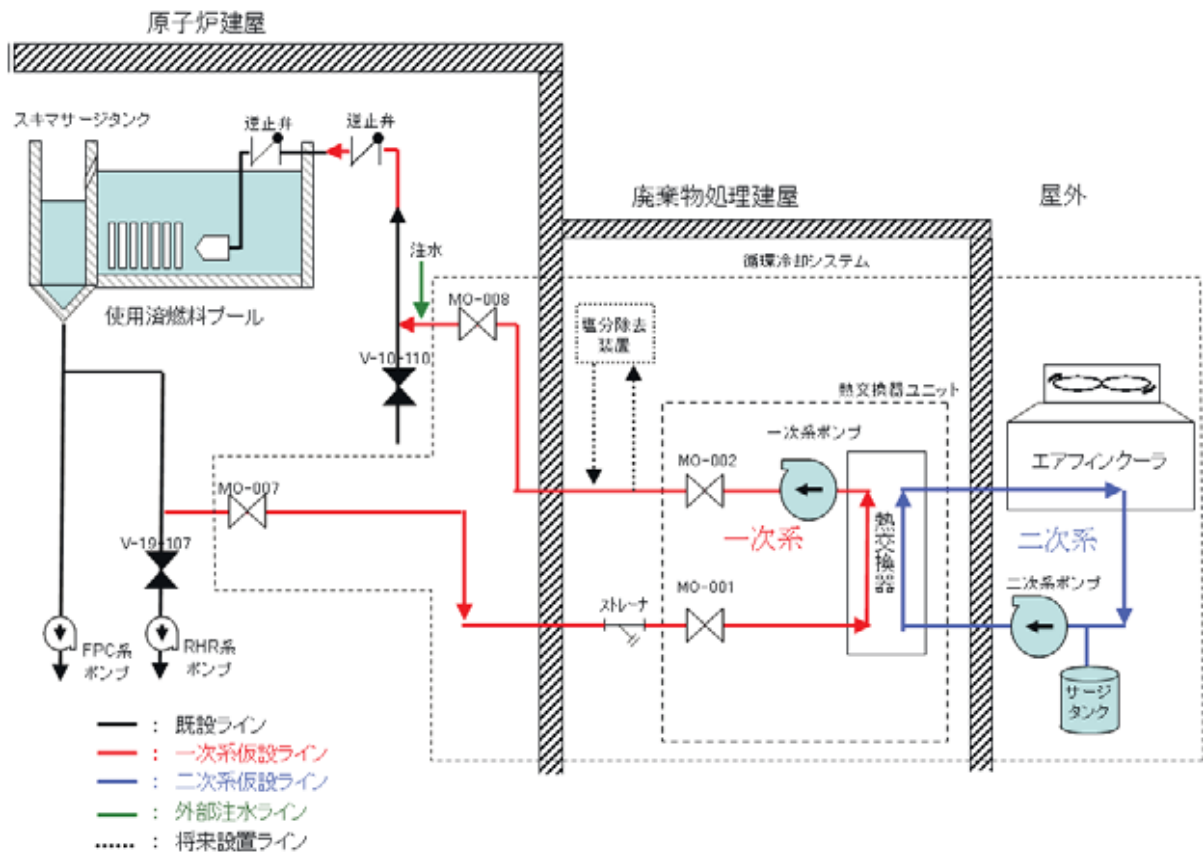 原子炉建屋
スキマサージタンク
逆止弁
逆止弁
廃棄物処理建屋
屋外
循環冷却システム
注水
MO-008
塩分除去
装置
使用済燃料プール
V-10-110
熱交換器ユニット
一次系ポンプ
エアフィンクーラ
MO-002
MO-007
一次系
熱交換器
二次系
V-19-107
ストレーナ
MO-001
二次系ポンプ
FPC系
ポンプ
RHR系
ポンプ
サージ
タンク
: 既設ライン
: 一次系仮設ライン
: 二次系仮設ライン
: 外部注水ライン
: 将来設置ライン